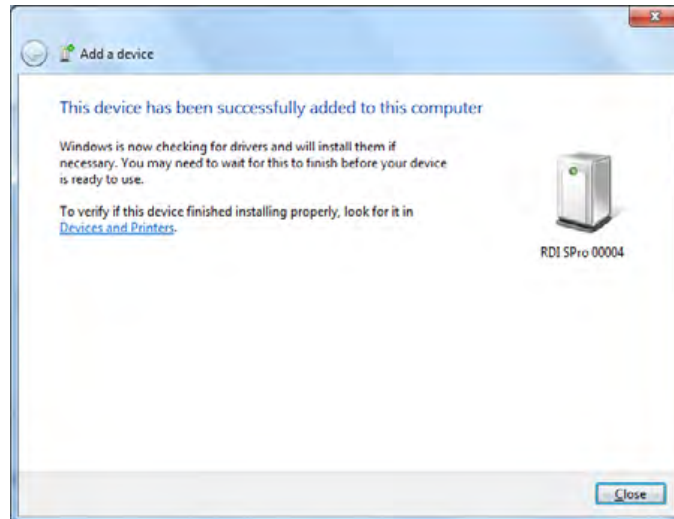 Add a device
This device has been successfully added to this computer
Windows is now checking for drivers and will install them if
necessary. You may need to wait for this to finish before your device
is ready to use.
To verify if this device finished installing properly, look for it in
Devices and Printers.
RDI SPro 00004
Close